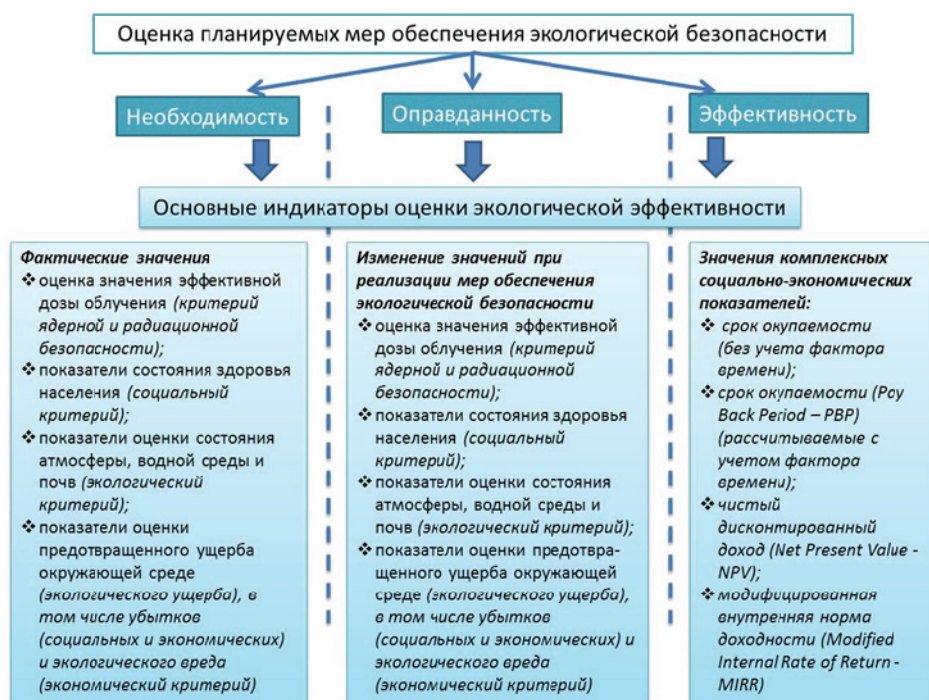 Оценка планируемых мер обеспечения экологической безопасности
Необходимость
Оправданность
Эффективность
Основные индикаторы оценки экологической эффективности
Фактические значения
❖ оценка значения эффективной
дозы облучения (критерий
ядерной и радиационной
безопасности);
❖ показатели состояния здоровья
населения (социальный
критерий);
❖ показатели оценки состояния
атмосферы, водной среды и
почв (экологический
критерий);
❖ показатели оценки
предотвращенного ущерба
окружающей среде
(экологического ущерба), в
том числе убытков
(социальных и экономических)
и экологического вреда
(экономический критерий)
Изменение значений при
реализации мер обеспечения
экологической безопасности
❖ оценка значения эффективной
дозы облучения (критерий
ядерной и радиационной
безопасности);
❖ показатели состояния здоровья
населения (социальный
критерий);
❖ показатели оценки состояния
атмосферы, водной среды и
почв (экологический критерий);
❖ показатели оценки предотвра-
щенного ущерба окружающей
среде (экологического ущерба),
в том числе убытков
(социальных и экономических) и
экологического вреда
(экономический критерий)
Значения комплексных
социально-экономических
показателей:
❖ срок окупаемости
(без учета фактора
времени);
❖ срок окупаемости (Pay
Back Period – PBP)
(рассчитываемые с
учетом фактора
времени);
❖ чистый
дисконтированный
доход (Net Present Value -
NPV);
❖ модифицированная
внутренняя норма
доходности (Modified
Internal Rate of Return -
MIRR)